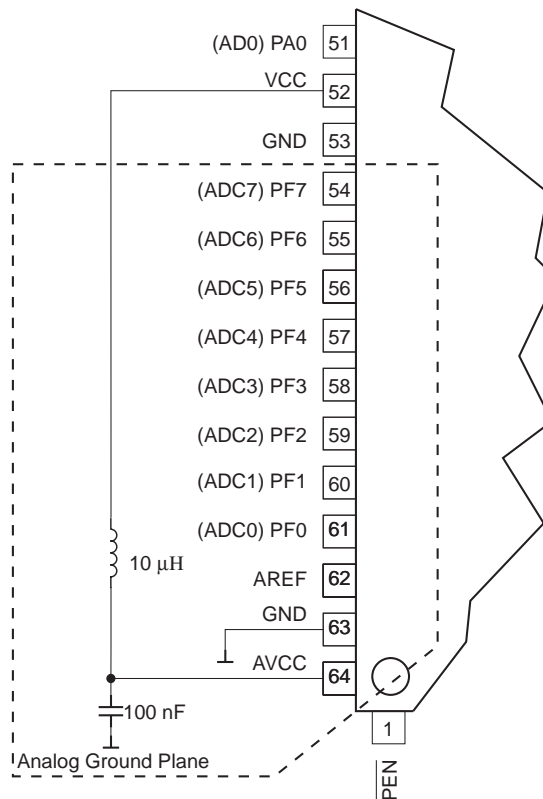 (AD0) PA0 51
VCC 52
GND 53
(ADC7) PF7 54
(ADC6) PF6 55
(ADC5) PF5 56
(ADC4) PF4 57
(ADC3) PF3 58
(ADC2) PF2 59
(ADC1) PF1 60
(ADC0) PF0 61
10 μH
AREF 62
GND 63
AVCC 64
100 nF
1
Analog Ground Plane
PEN